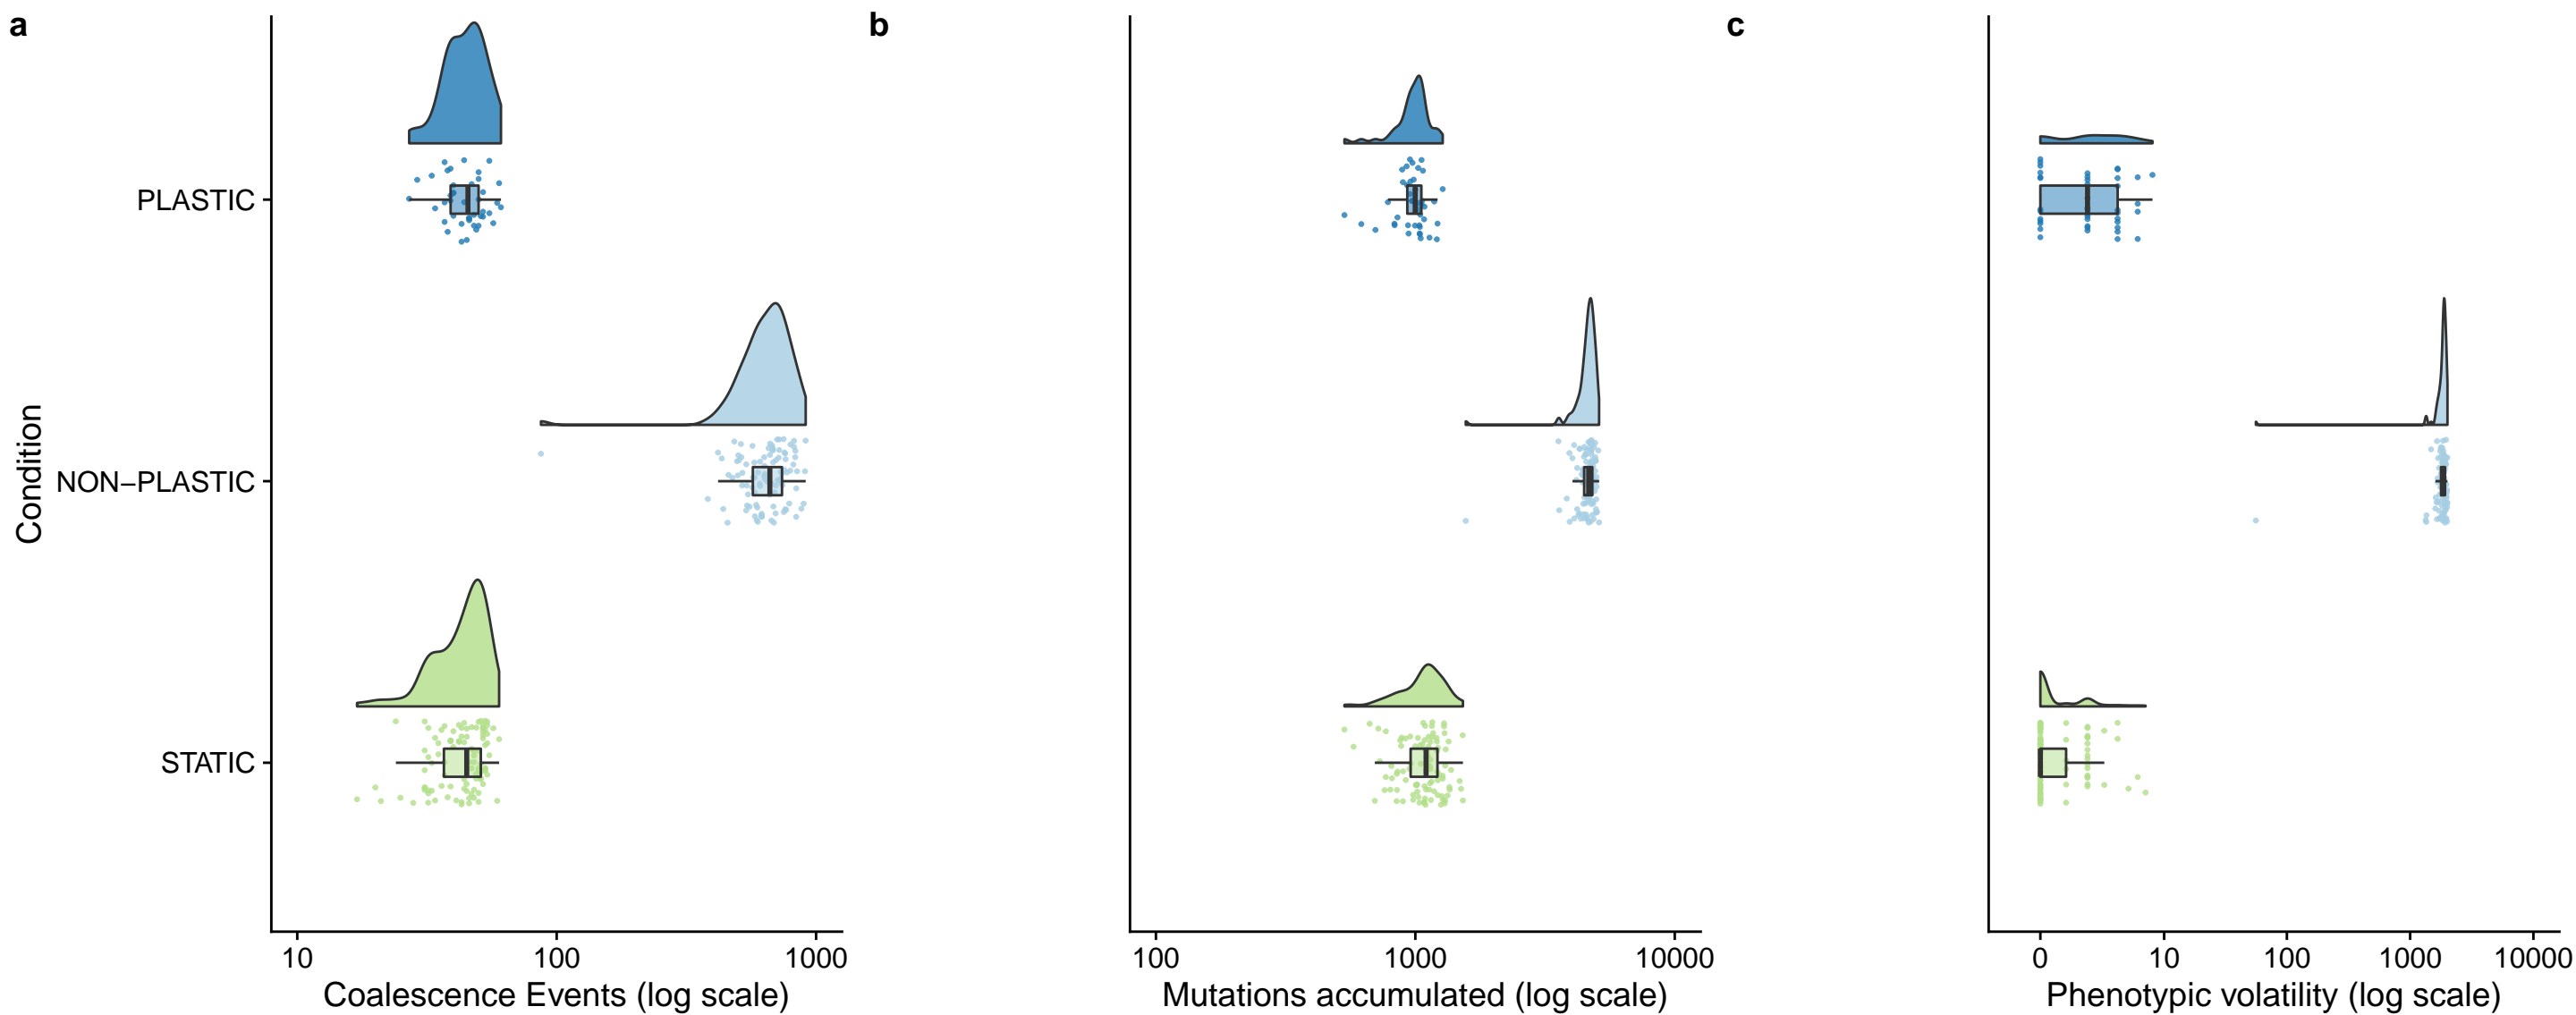 a
b
c
Condition
PLASTIC
NON−PLASTIC
STATIC
10 100 1000
Coalescence Events (log scale)
100 1000 10000
Mutations accumulated (log scale)
0 10 100 1000 10000
Phenotypic volatility (log scale)